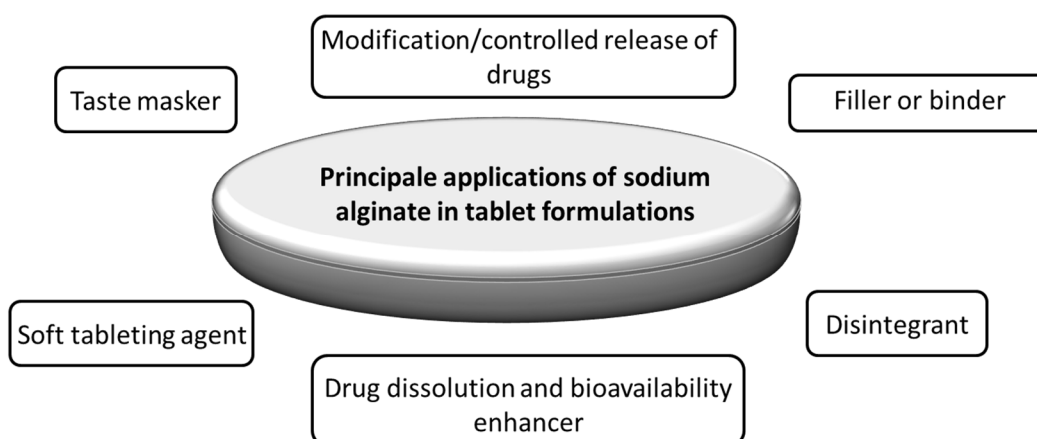 Modification/controlled release of
drugs
Taste masker
Filler or binder
Principale applications of sodium
alginate in tablet formulations
Soft tableting agent
Disintegrant
Drug dissolution and bioavailability
enhancer